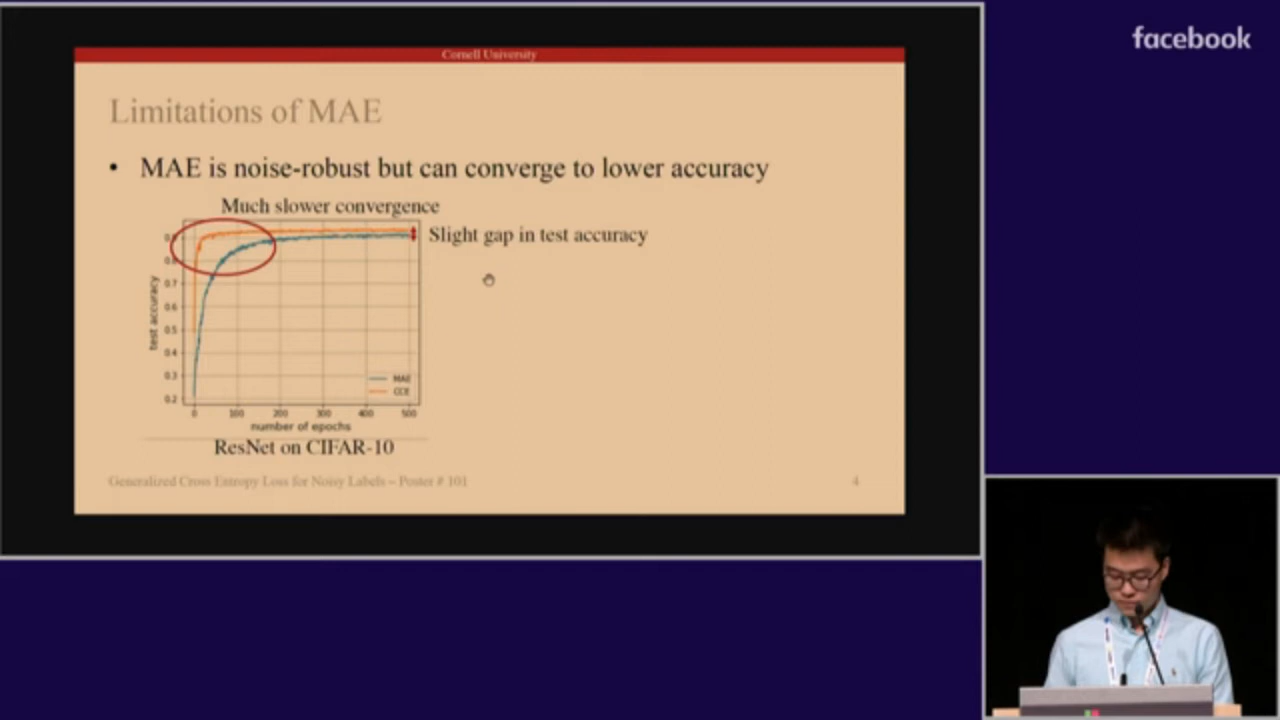 facebook
Cornell University
Limitations of MAE
• MAE is noise-robust but can converge to lower accuracy
Much slower convergence
Slight gap in test accuracy
test accuracy
0.7
0.6
0.5
0.4
0.3
0.2
0 100 200 300 400 500
number of epochs
MAE
CCE
ResNet on CIFAR-10
Generalized Cross Entropy Loss for Noisy Labels – Poster # 101
4